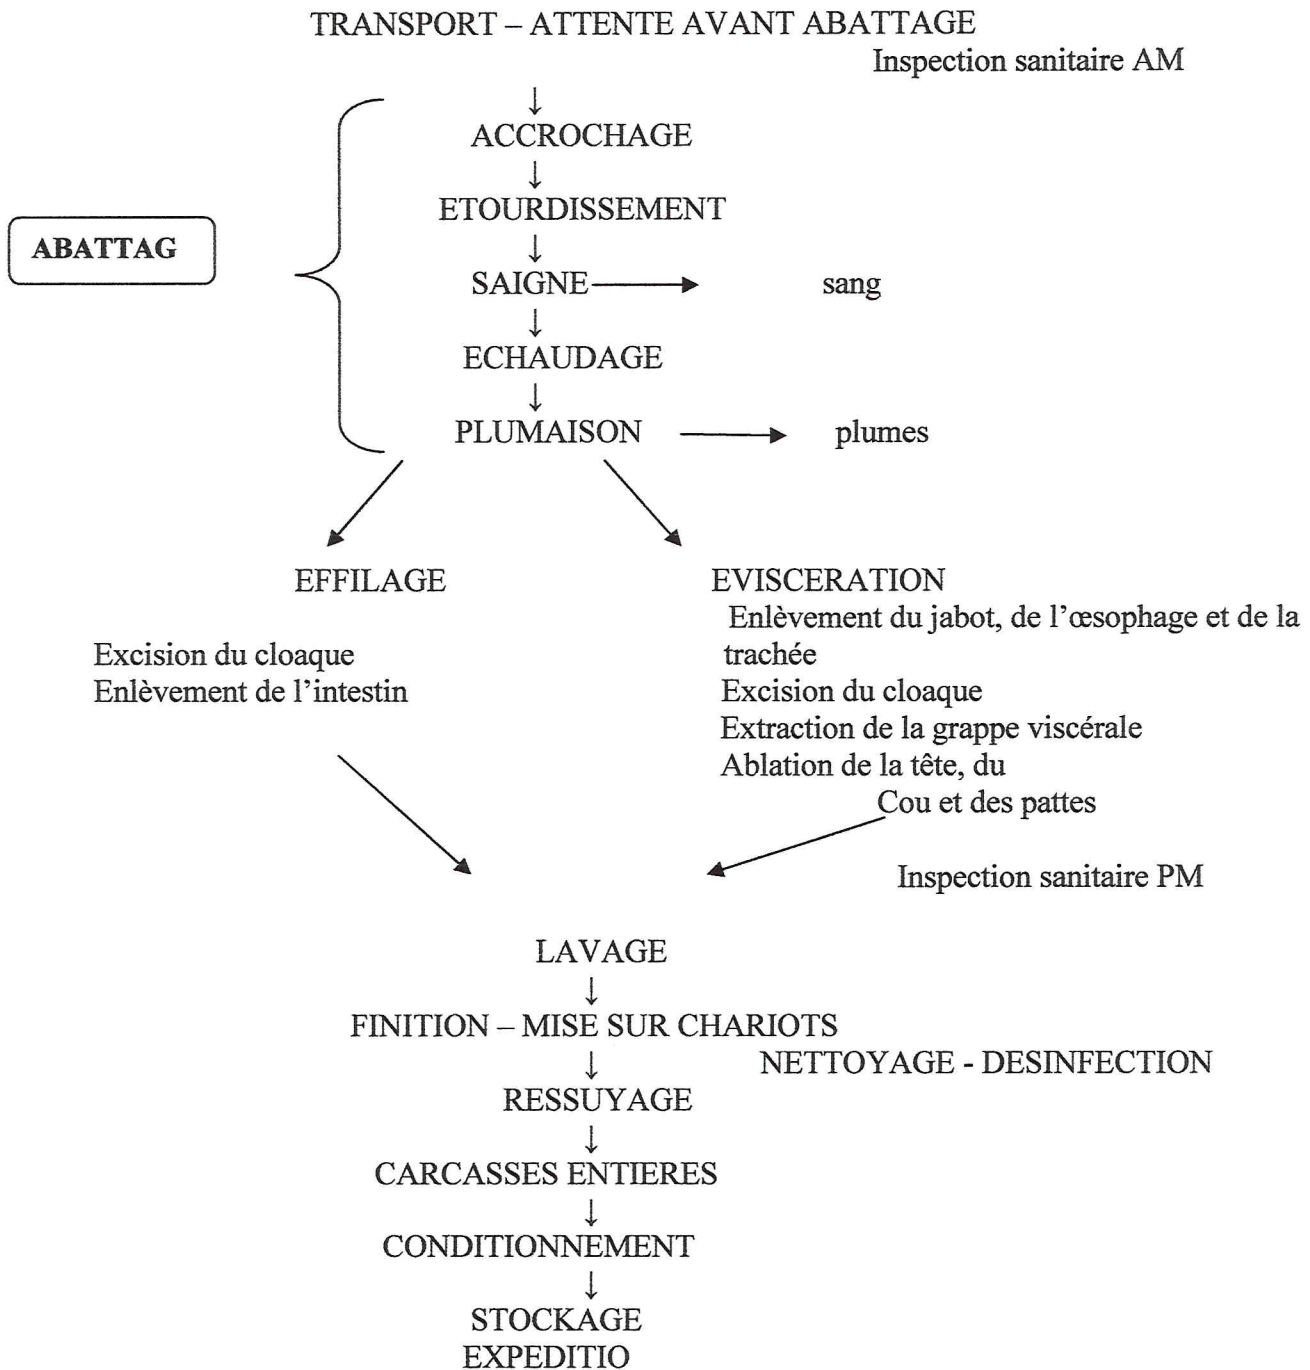 TRANSPORT – ATTENTE AVANT ABATTAGE
Inspection sanitaire AM
ACCROCHAGE
ETOURDISSEMENT
ABATTAG
SAIGNE
sang
ECHAUDAGE
PLUMAISON
plumes
EFFILAGE
Excision du cloaque
Enlèvement de l'intestin
EVISCERATION
Enlèvement du jabot, de l'œsophage et de la
trachée
Excision du cloaque
Extraction de la grappe viscérale
Ablation de la tête, du
Cou et des pattes
Inspection sanitaire PM
LAVAGE
FINITION – MISE SUR CHARIOTS
NETTOYAGE - DESINFECTION
RESSUYAGE
CARCASSES ENTIERES
CONDITIONNEMENT
STOCKAGE
EXPEDITIO